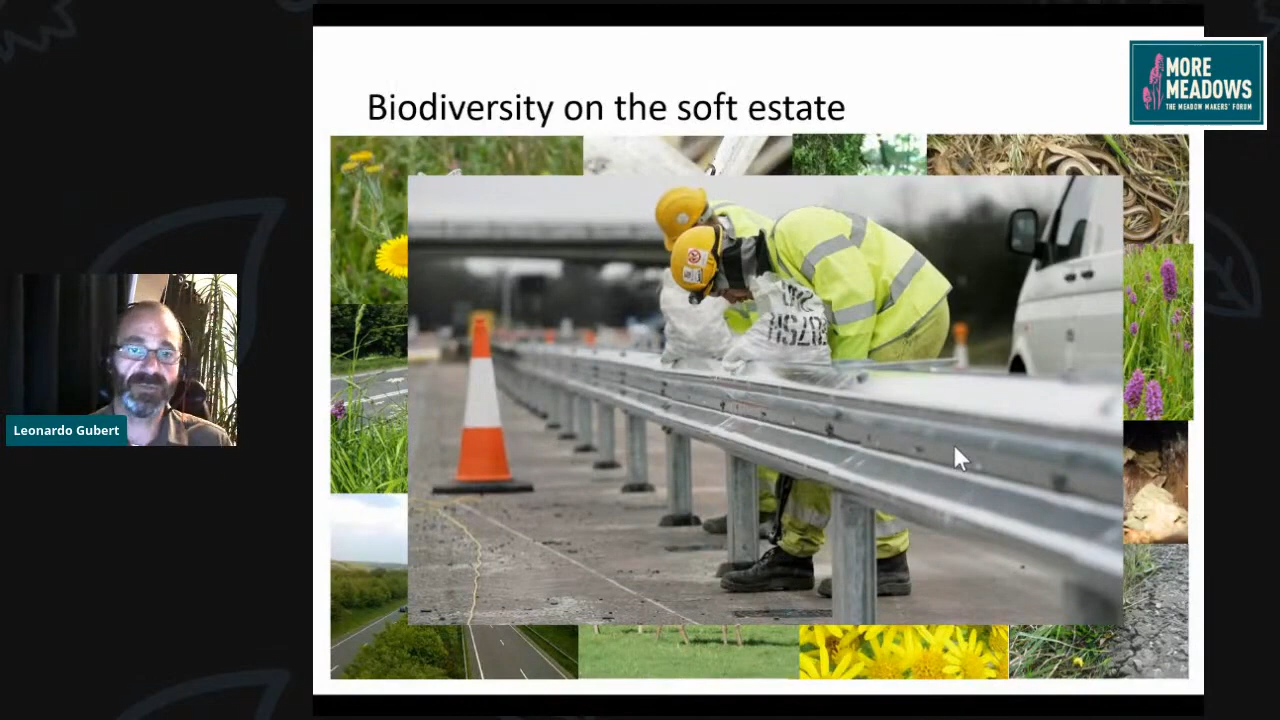 Biodiversity on the soft estate
MORE
MEADOWS
THE MEADOW MAKERS' FORUM
Leonardo Gubert